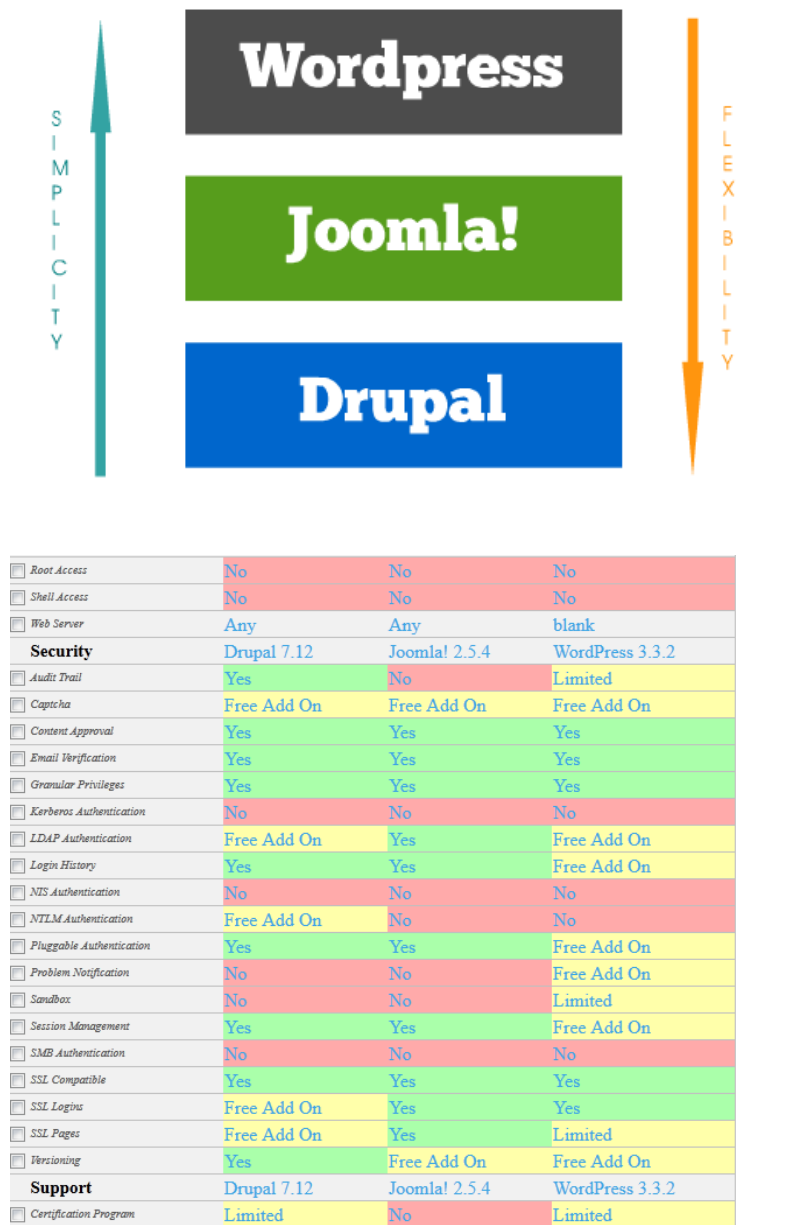 Wordpress
SIMPLICITY
FLEXIBILITY
Joomla!
Drupal
Root Access No No No
Shell Access No No No
Web Server Any Any blank
Security Drupal 7.12 Joomla! 2.5.4 WordPress 3.3.2
Audit Trail Yes No Limited
Captcha Free Add On Free Add On Free Add On
Content Approval Yes Yes Yes
Email Verification Yes Yes Yes
Granular Privileges Yes Yes Yes
Kerberos Authentication No No No
LDAP Authentication Free Add On Yes Free Add On
Login History Yes Yes Free Add On
NIS Authentication No No No
NTLM Authentication Free Add On No No
Pluggable Authentication Yes Yes Free Add On
Problem Notification No No Free Add On
Sandbox No No Limited
Session Management Yes Yes Free Add On
SMB Authentication No No No
SSL Compatible Yes Yes Yes
SSL Logins Free Add On Yes Yes
SSL Pages Free Add On Yes Limited
Versioning Yes Free Add On Free Add On
Support Drupal 7.12 Joomla! 2.5.4 WordPress 3.3.2
Certification Program Limited No Limited